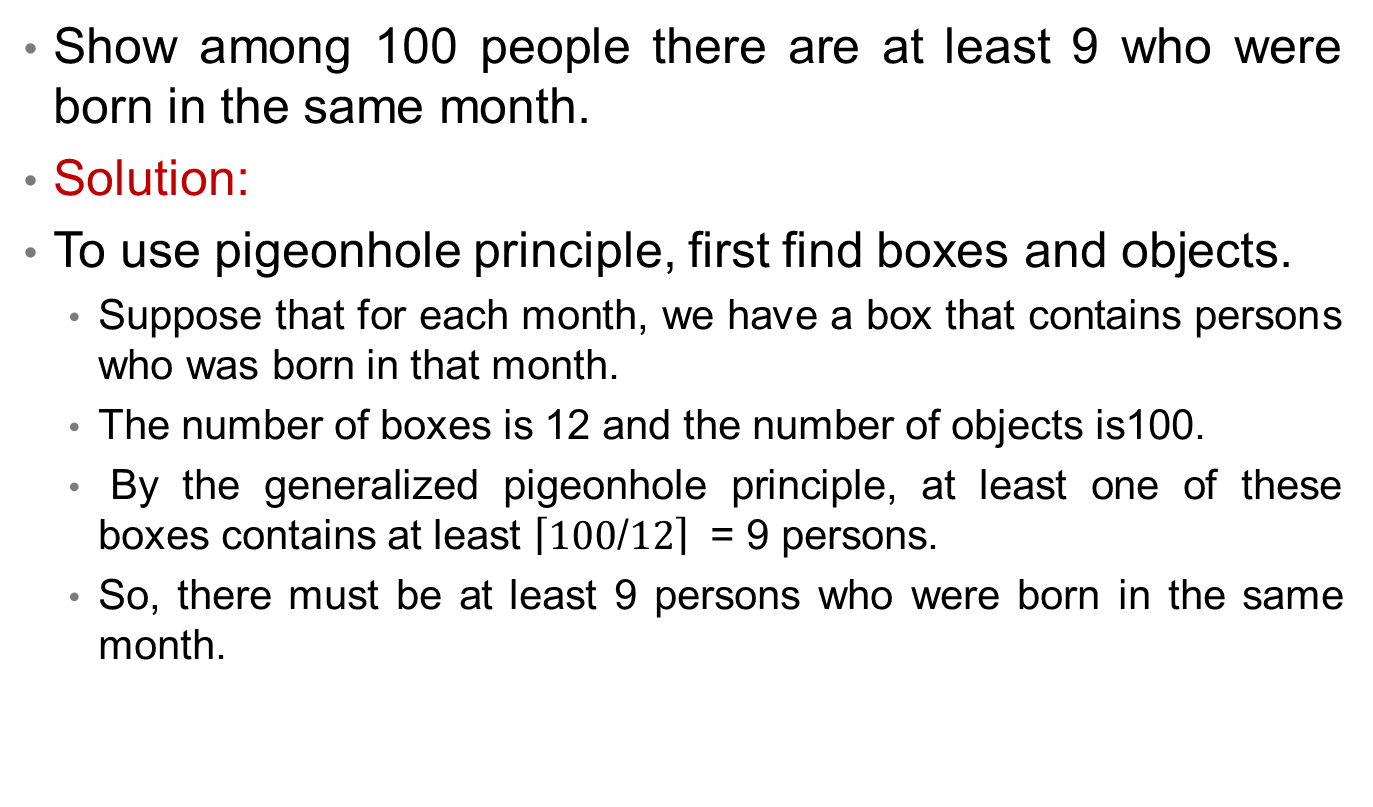 • Show among 100 people there are at least 9 who were
born in the same month.
• Solution:
• To use pigeonhole principle, first find boxes and objects.
• Suppose that for each month, we have a box that contains persons
who was born in that month.
• The number of boxes is 12 and the number of objects is100.
• By the generalized pigeonhole principle, at least one of these
boxes contains at least ⌈100/12⌉ = 9 persons.
• So, there must be at least 9 persons who were born in the same
month.